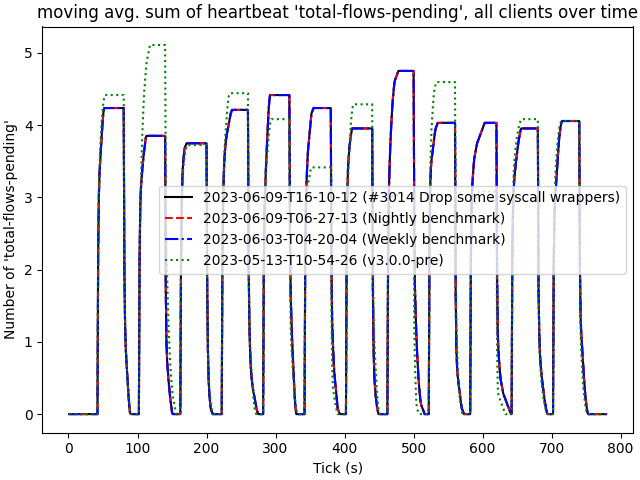 moving avg. sum of heartbeat 'total-flows-pending', all clients over time
Number of 'total-flows-pending'
5
4
3
2
1
0
2023-06-09-T16-10-12 (#3014 Drop some syscall wrappers)
2023-06-09-T06-27-13 (Nightly benchmark)
2023-06-03-T04-20-04 (Weekly benchmark)
2023-05-13-T10-54-26 (v3.0.0-pre)
0 100 200 300 400 500 600 700 800
Tick (s)